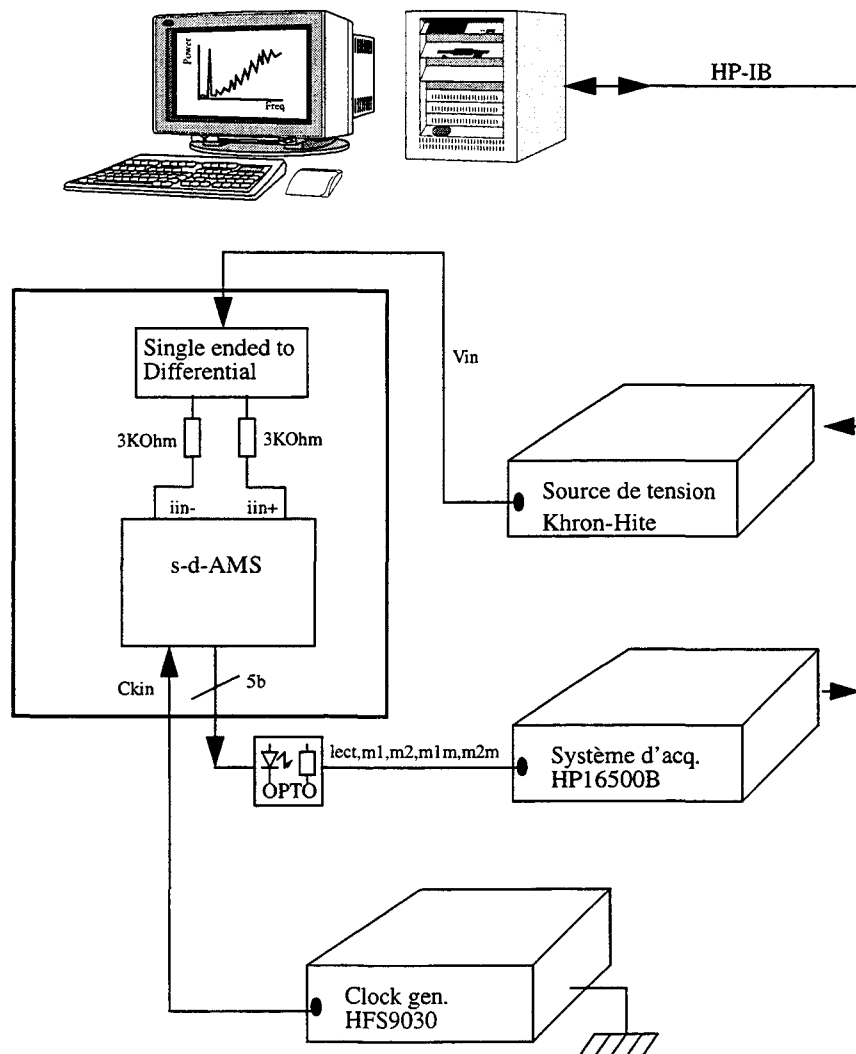 Power
Freq
HP-IB
Single ended to
Differential
Vin
3KOhm
3KOhm
iin-
iin+
Source de tension
Khron-Hite
s-d-AMS
Ckin
5b
lect,m1,m2,m1m,m2m
OPTO
Système d'acq.
HP16500B
Clock gen.
HFS9030